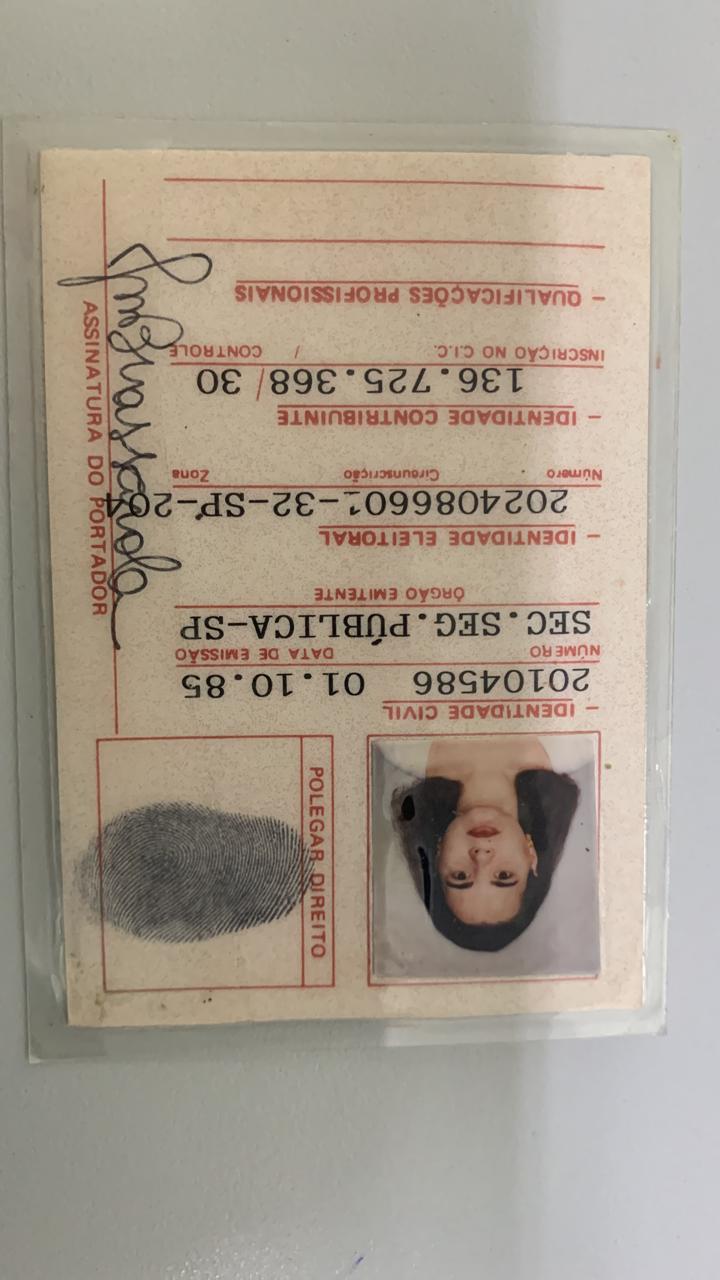 POLEGAR DIREITO
— IDENTIDADE CIVIL
20104586 01.10.85
NÚMERO DATA DE EMISSÃO
SEC.SEG.PÚBLICA-SP
ÓRGÃO EMITENTE
— IDENTIDADE ELEITORAL
2024086601-32-SP-204
Número Circunscrição Zona
— IDENTIDADE CONTRIBUINTE
136.725.368/30
INSCRIÇÃO NO C.I.C. / CONTROLE
— QUALIFICAÇÕES PROFISSIONAIS
ASSINATURA DO PORTADOR